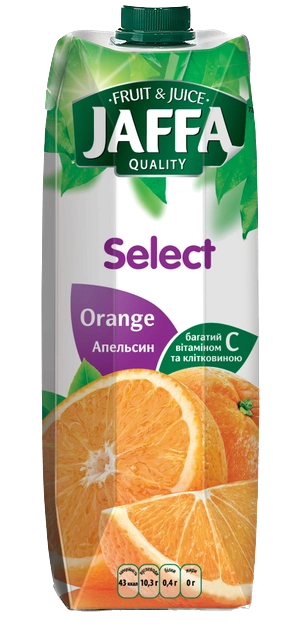 FRUIT & JUICE
JAFFA
QUALITY
Select
Orange
Апельсин
багатий
вітаміном C
та клітковиною
43 ккал 10,3 г 0,4 г 0 г